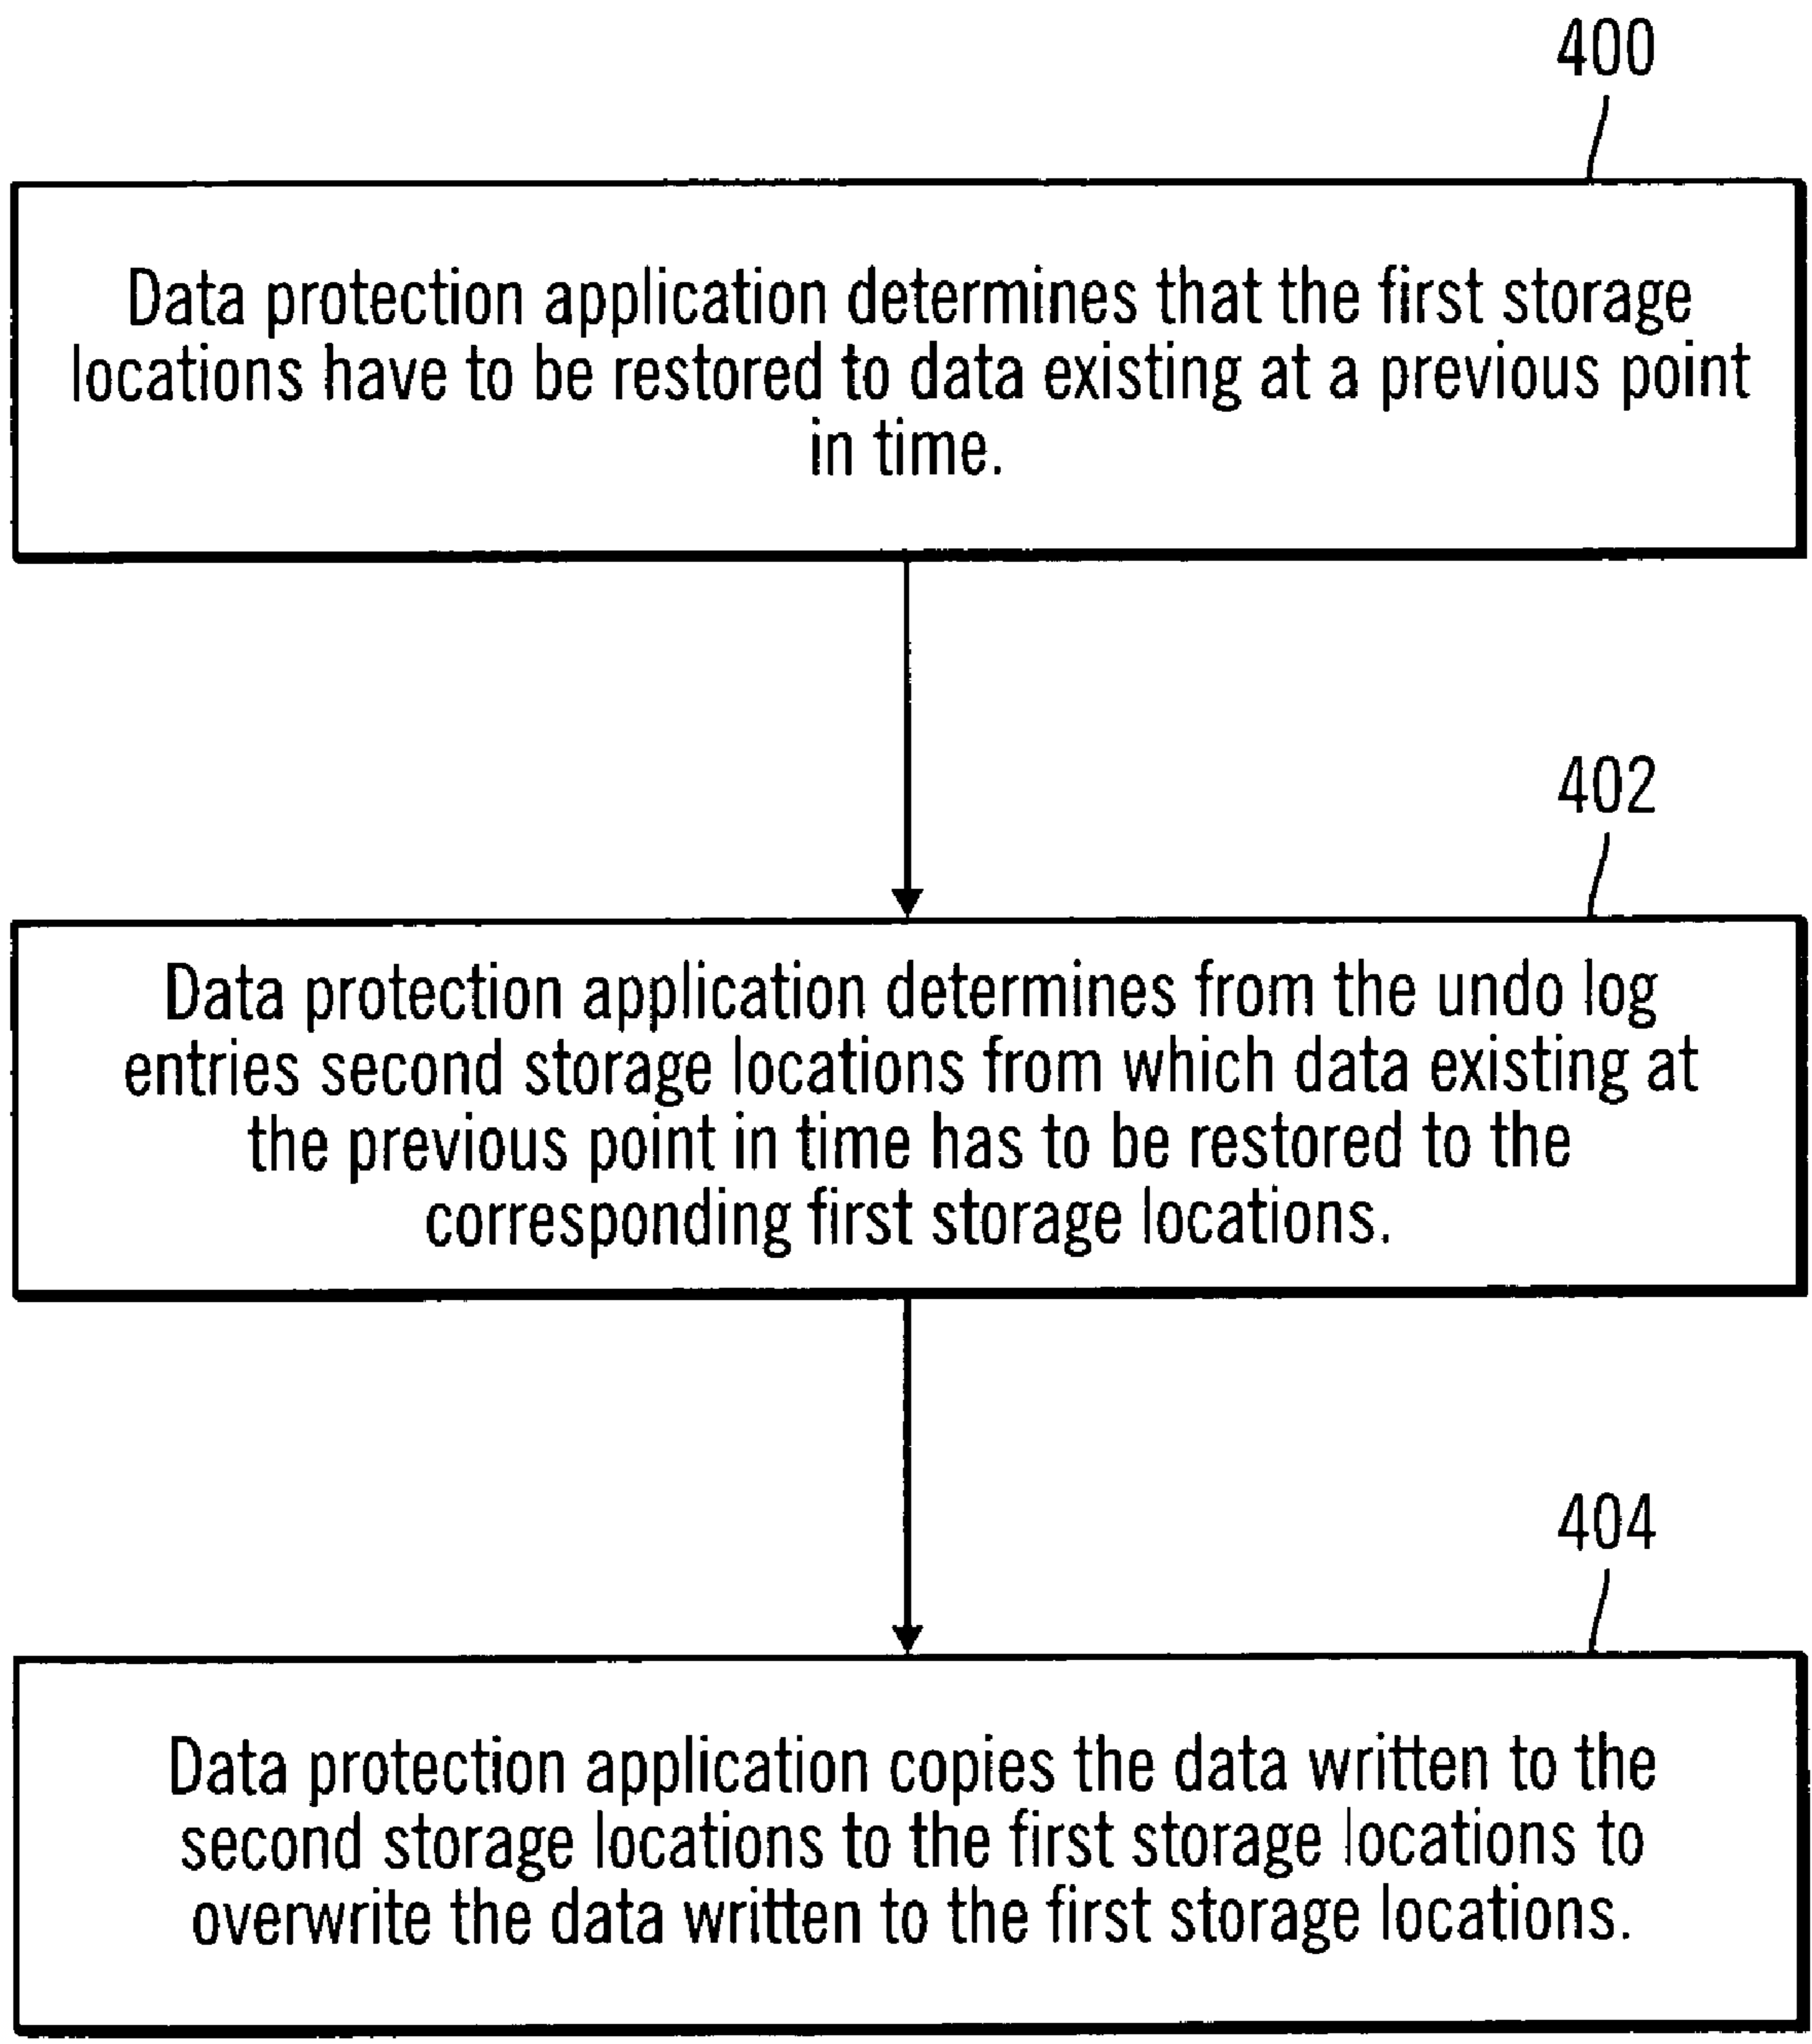 400
Data protection application determines that the first storage
locations have to be restored to data existing at a previous point
in time.
402
Data protection application determines from the undo log
entries second storage locations from which data existing at
the previous point in time has to be restored to the
corresponding first storage locations.
404
Data protection application copies the data written to the
second storage locations to the first storage locations to
overwrite the data written to the first storage locations.